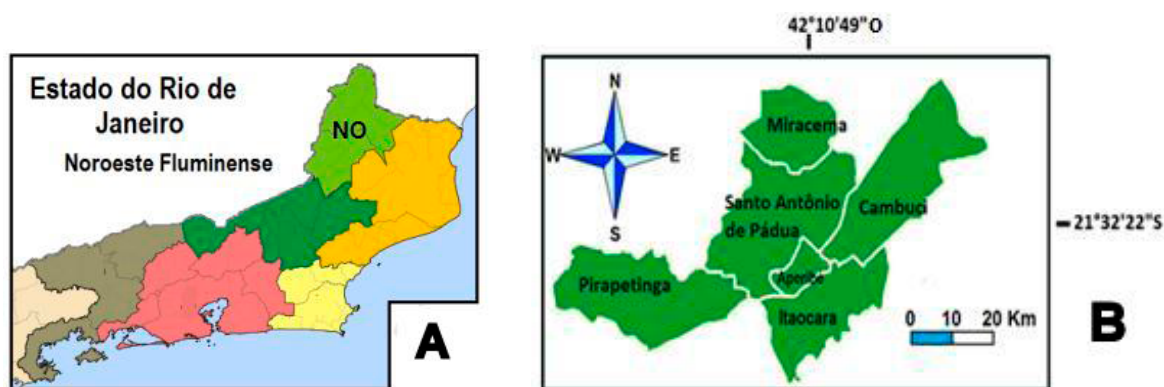 Estado do Rio de
Janeiro
Noroeste Fluminense
NO
A
42°10'49"O
N
W
E
S
Miracema
Santo Antônio
de Pádua
Cambuci
21°32'22"S
Pirapetinga
Aperibe
Itaocara
0 10 20 Km
B